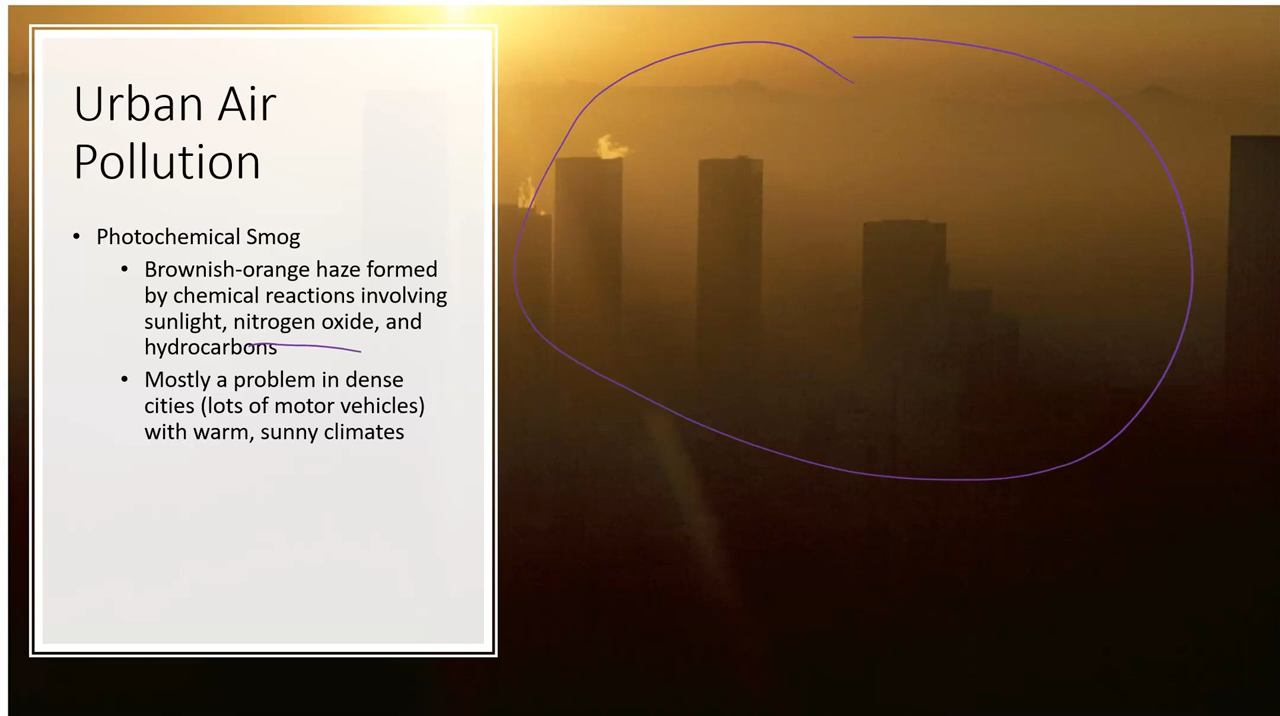 Urban Air
Pollution
• Photochemical Smog
• Brownish-orange haze formed
by chemical reactions involving
sunlight, nitrogen oxide, and
hydrocarbons
• Mostly a problem in dense
cities (lots of motor vehicles)
with warm, sunny climates